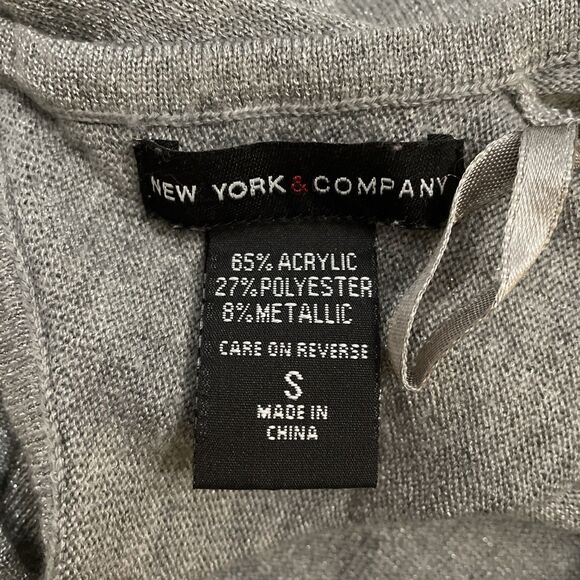 NEW YORK & COMPANY
65% ACRYLIC
27% POLYESTER
8% METALLIC
CARE ON REVERSE
S
MADE IN
CHINA